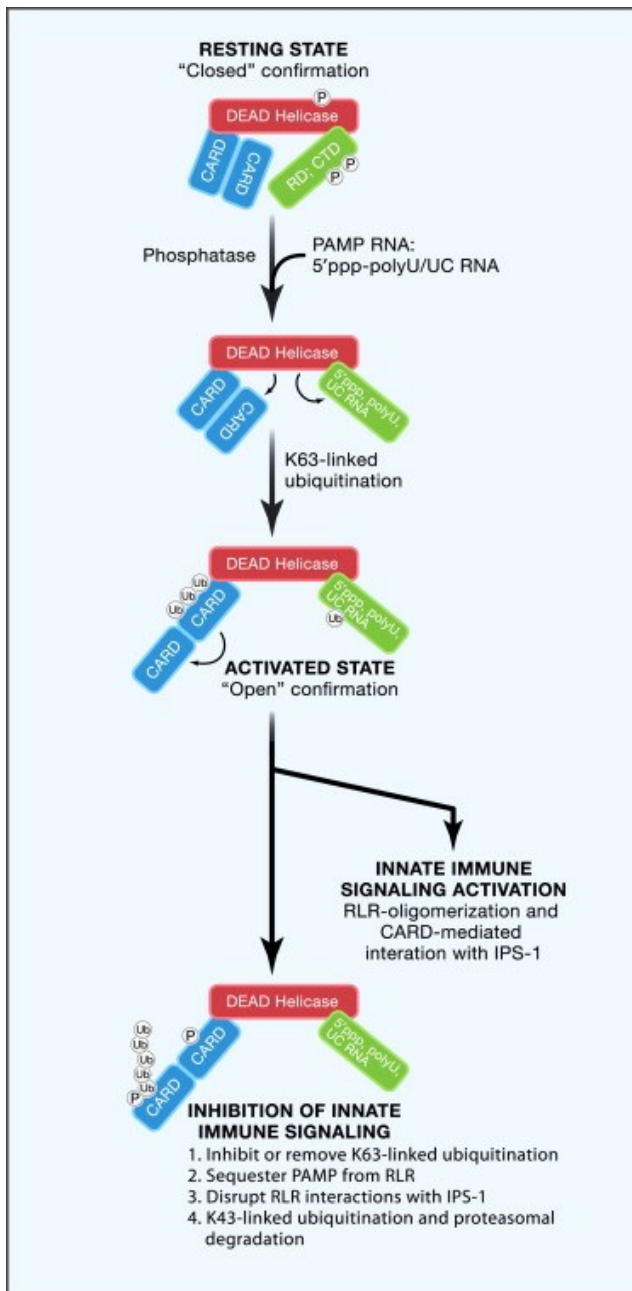 RESTING STATE
“Closed” confirmation
P
DEAD Helicase
CARD
CARD
RD; CTD
P
P
Phosphatase
PAMP RNA:
5′ppp-polyU/UC RNA
DEAD Helicase
CARD
CARD
5′ppp, polyU,
UC RNA
K63-linked
ubiquitination
DEAD Helicase
Ub
Ub
Ub
CARD
CARD
5′ppp, polyU,
UC RNA
Ub
ACTIVATED STATE
“Open” confirmation
INNATE IMMUNE
SIGNALING ACTIVATION
RLR-oligomerization and
CARD-mediated
interation with IPS-1
DEAD Helicase
Ub
Ub
Ub
Ub
Ub
P
P
CARD
CARD
5′ppp, polyU,
UC RNA
INHIBITION OF INNATE
IMMUNE SIGNALING
1. Inhibit or remove K63-linked ubiquitination
2. Sequester PAMP from RLR
3. Disrupt RLR interactions with IPS-1
4. K43-linked ubiquitination and proteasomal
degradation